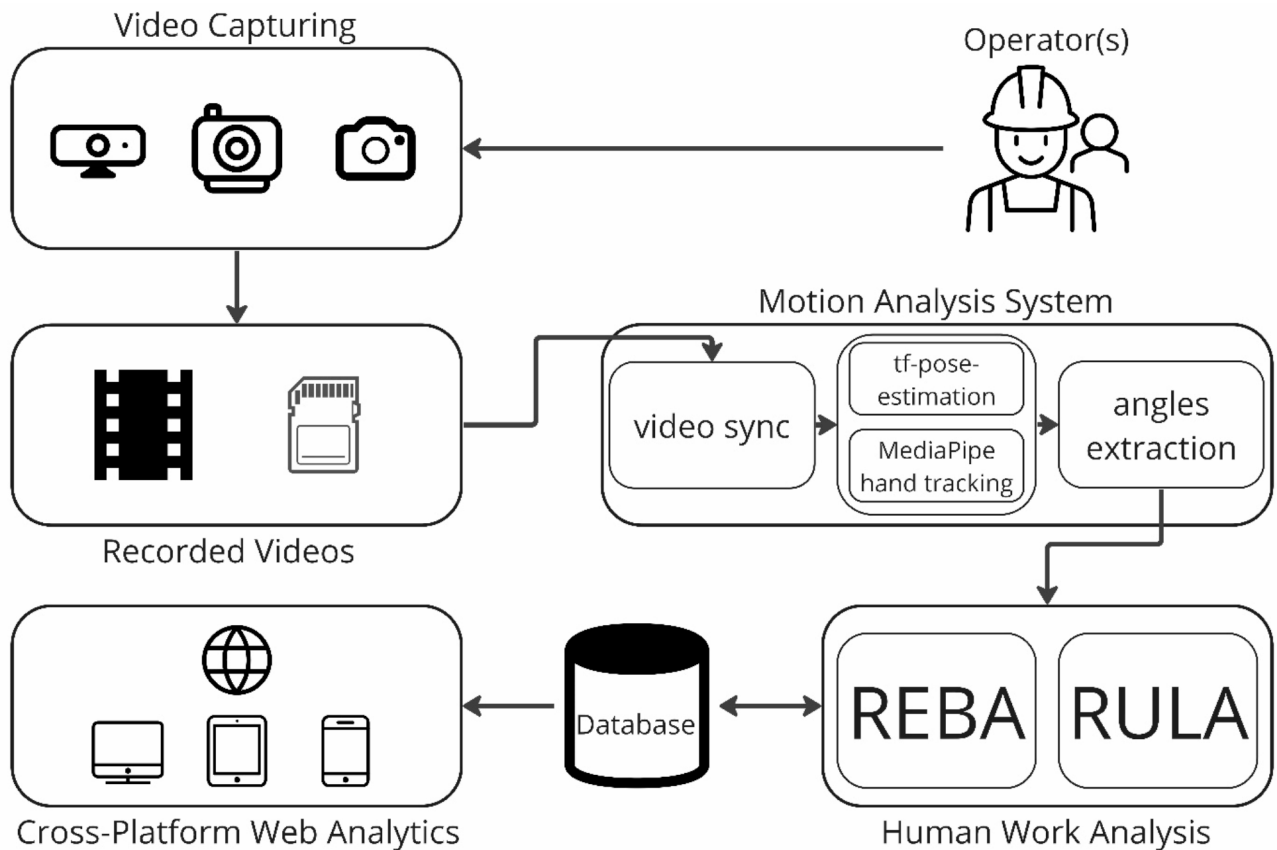 Video Capturing
Operator(s)
Motion Analysis System
tf-pose-
estimation
video sync
angles
extraction
MediaPipe
hand tracking
Recorded Videos
Database
REBA
RULA
Cross-Platform Web Analytics
Human Work Analysis